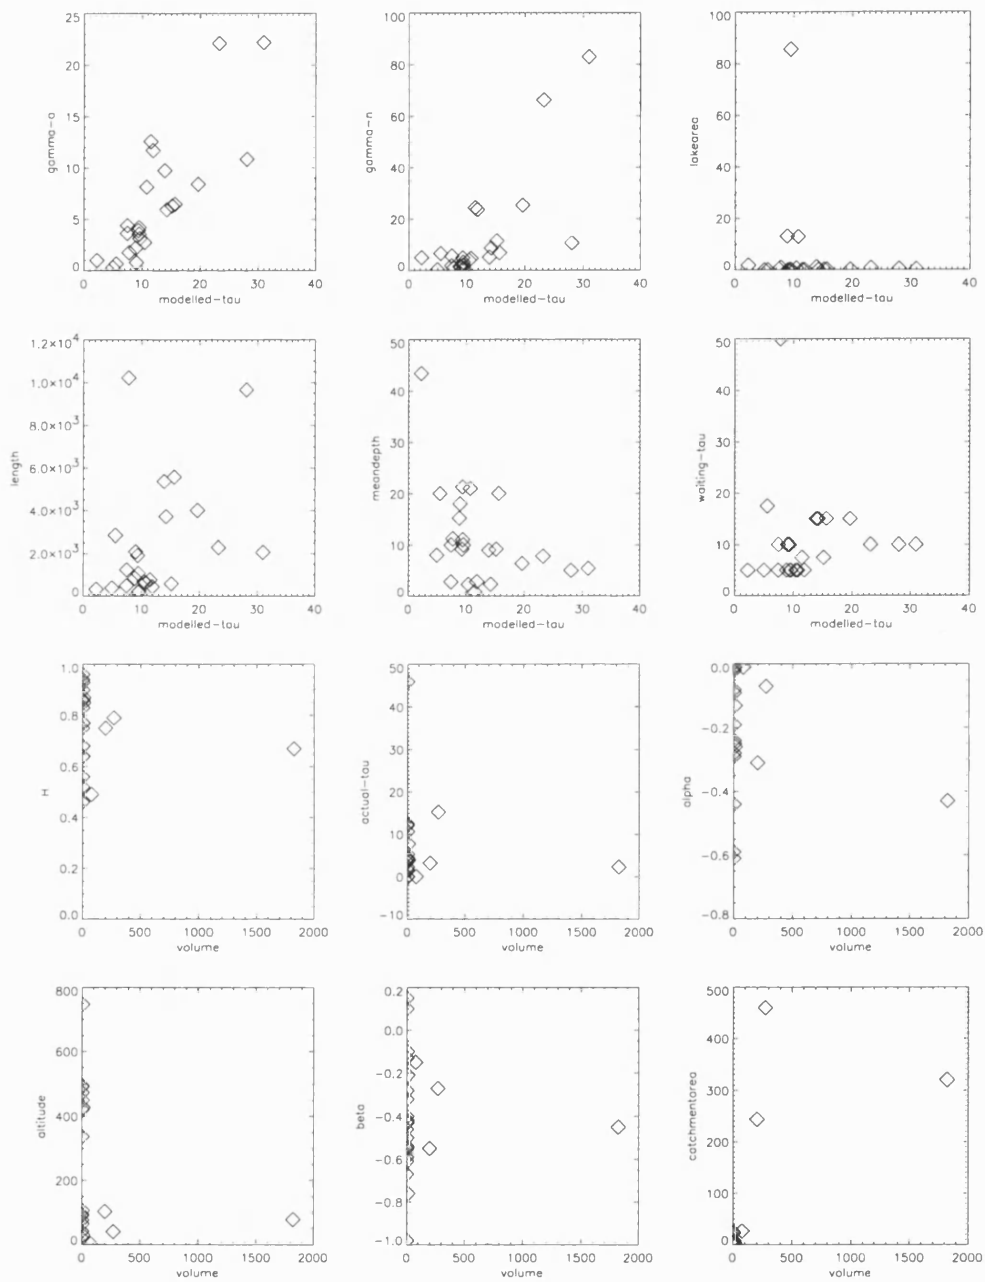 25
20
15
10
5
0
gamma-a
0 10 20 30 40
modelled-tau
100
80
60
40
20
0
gamma-n
0 10 20 30 40
modelled-tau
100
80
60
40
20
0
lakearea
0 10 20 30 40
modelled-tau
1.2×10⁴
1.0×10⁴
8.0×10³
6.0×10³
4.0×10³
2.0×10³
0
length
0 10 20 30 40
modelled-tau
50
40
30
20
10
0
meandepth
0 10 20 30 40
modelled-tau
50
40
30
20
10
0
waiting-tau
0 10 20 30 40
modelled-tau
1.0
0.8
0.6
0.4
0.2
0.0
H
0 500 1000 1500 2000
volume
50
40
30
20
10
0
-10
actual-tau
0 500 1000 1500 2000
volume
0.0
-0.2
-0.4
-0.6
-0.8
alpha
0 500 1000 1500 2000
volume
800
600
400
200
0
altitude
0 500 1000 1500 2000
volume
0.2
0.0
-0.2
-0.4
-0.6
-0.8
-1.0
beta
0 500 1000 1500 2000
volume
500
400
300
200
100
0
catchmentarea
0 500 1000 1500 2000
volume